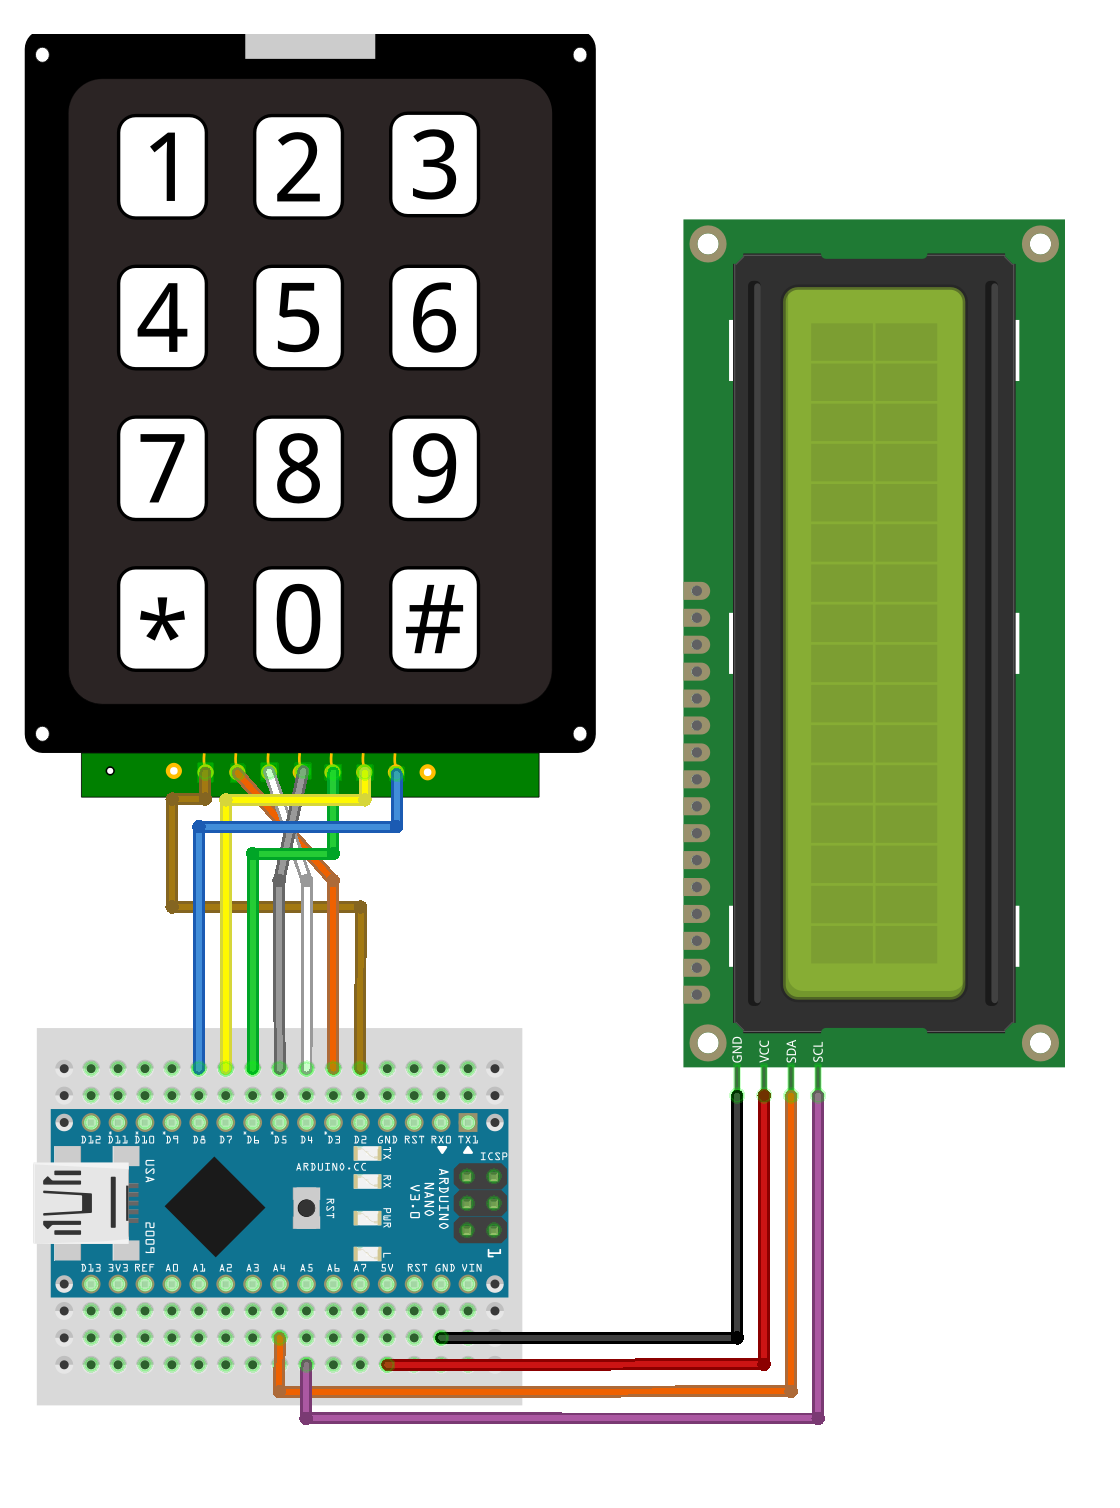 1 2 3
4 5 6
7 8 9
* 0 #
GND VCC SDA SCL
D12 D11 D10 D9 D8 D7 D6 D5 D4 D3 D2 GND RST RX0 TX1
USA
ARDUINO.CC
RST
TX
RX
PWR
L
ICSP
ARDUINO
NANO
V3.0
1
2009
D13 3V3 REF A0 A1 A2 A3 A4 A5 A6 A7 5V RST GND VIN